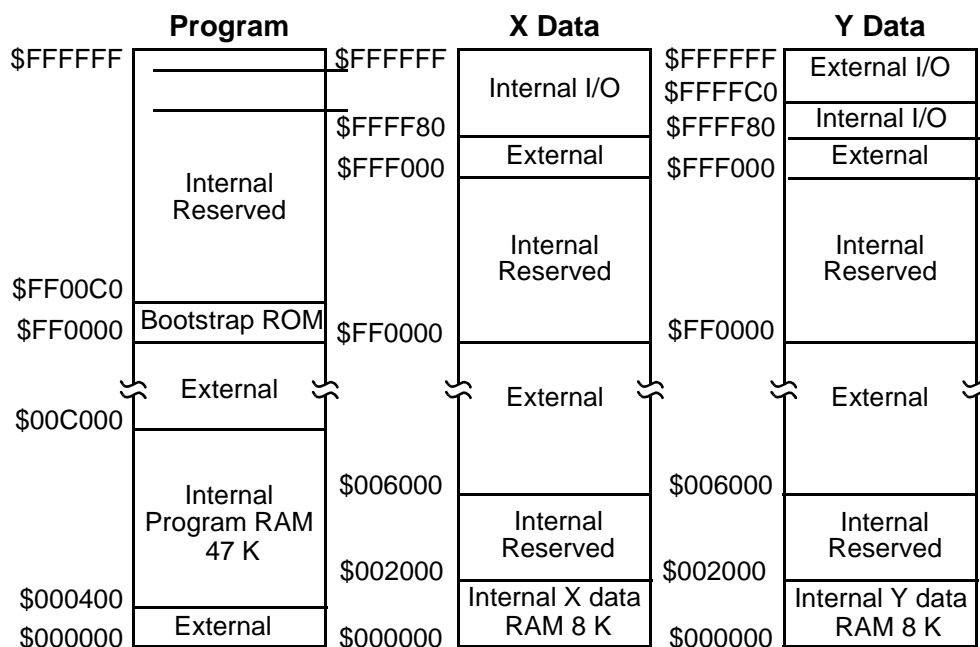 Program
X Data
Y Data
$FFFFFF
$FF00C0
$FF0000
$00C000
$000400
$000000
Internal
Reserved
Bootstrap ROM
External
Internal
Program RAM
47 K
External
$FFFFFF
$FFFF80
$FFF000
$FF0000
$006000
$002000
$000000
Internal I/O
External
Internal
Reserved
External
Internal
Reserved
Internal X data
RAM 8 K
$FFFFFF
$FFFFC0
$FFFF80
$FFF000
$FF0000
$006000
$002000
$000000
External I/O
Internal I/O
External
Internal
Reserved
External
Internal
Reserved
Internal Y data
RAM 8 K